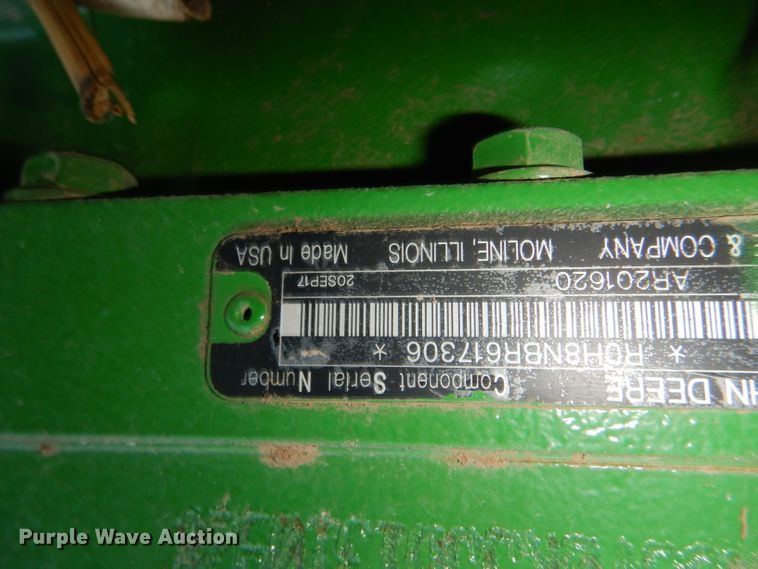 HN DEERE Component Serial Number
* R0H8NBR617306 *
AR201620 20SEP17
& COMPANY MOLINE, ILLINOIS Made In USA
Purple Wave Auction